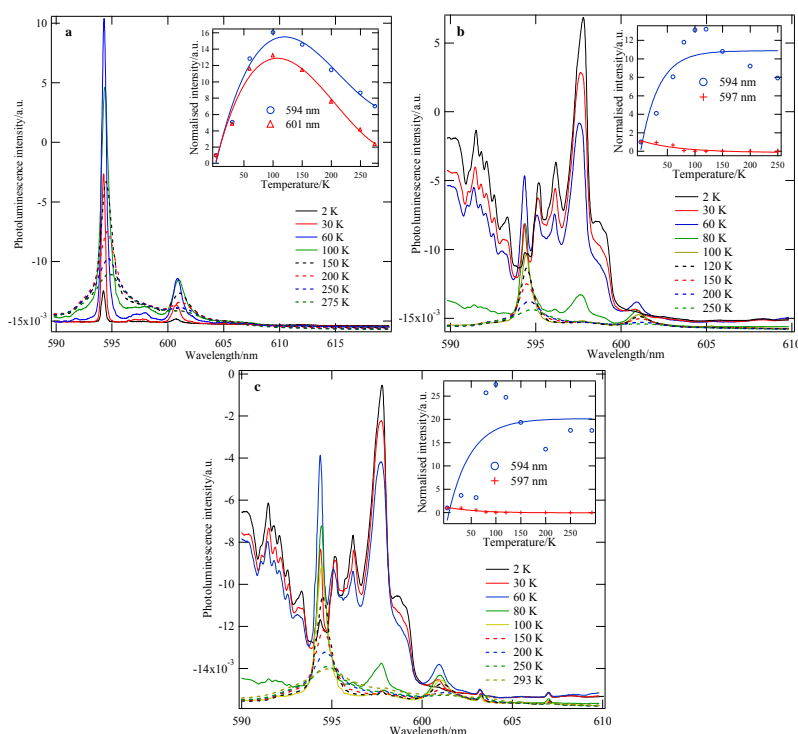 a
10
5
0
-5
-10
-15x10⁻³
590
595
600
605
610
615
Wavelength/nm
Photoluminescence intensity/a.u.
2 K
30 K
60 K
100 K
150 K
200 K
250 K
275 K
Normalised intensity/a.u.
16
14
12
10
8
6
4
2
0
0
50
100
150
200
250
Temperature/K
594 nm
601 nm
b
5
0
-5
-10
-15x10⁻³
590
595
600
605
610
Wavelength/nm
Photoluminescence intensity/a.u.
2 K
30 K
60 K
80 K
100 K
120 K
150 K
200 K
250 K
Normalised intensity/a.u.
12
10
8
6
4
2
0
0
50
100
150
200
250
Temperature/K
594 nm
597 nm
c
0
-2
-4
-6
-8
-10
-12
-14x10⁻³
590
595
600
605
610
Wavelength/nm
Photoluminescence intensity/a.u.
2 K
30 K
60 K
80 K
100 K
150 K
200 K
250 K
293 K
Normalised intensity/a.u.
25
20
15
10
5
0
0
50
100
150
200
250
Temperature/K
594 nm
597 nm